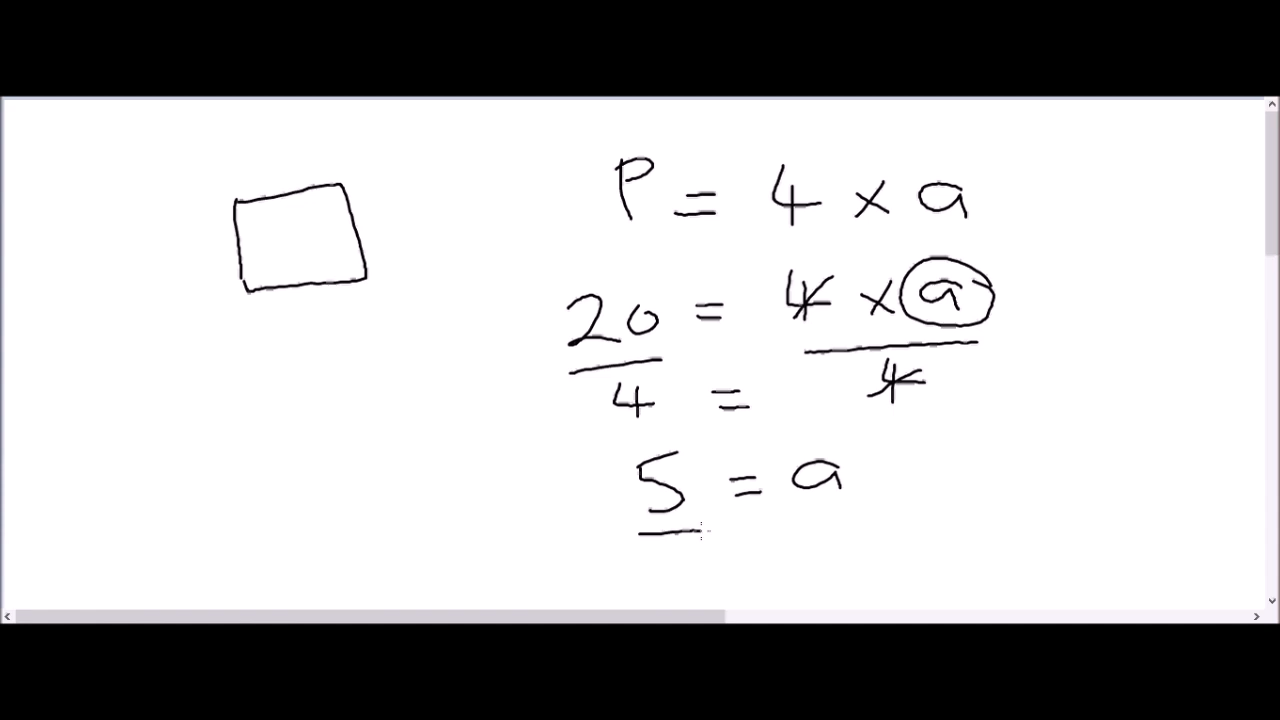 P = 4 × a
20 = 4 × a
4 = 4
5 = a